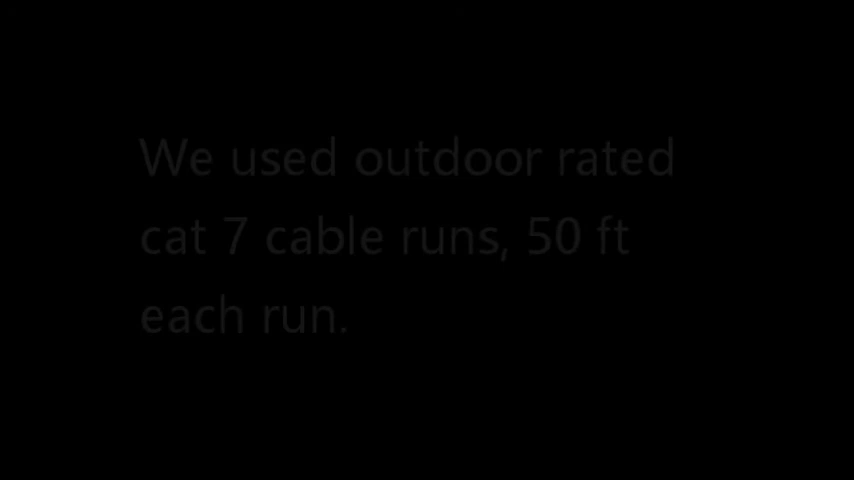 We used outdoor rated
cat 7 cable runs, 50 ft
each run.